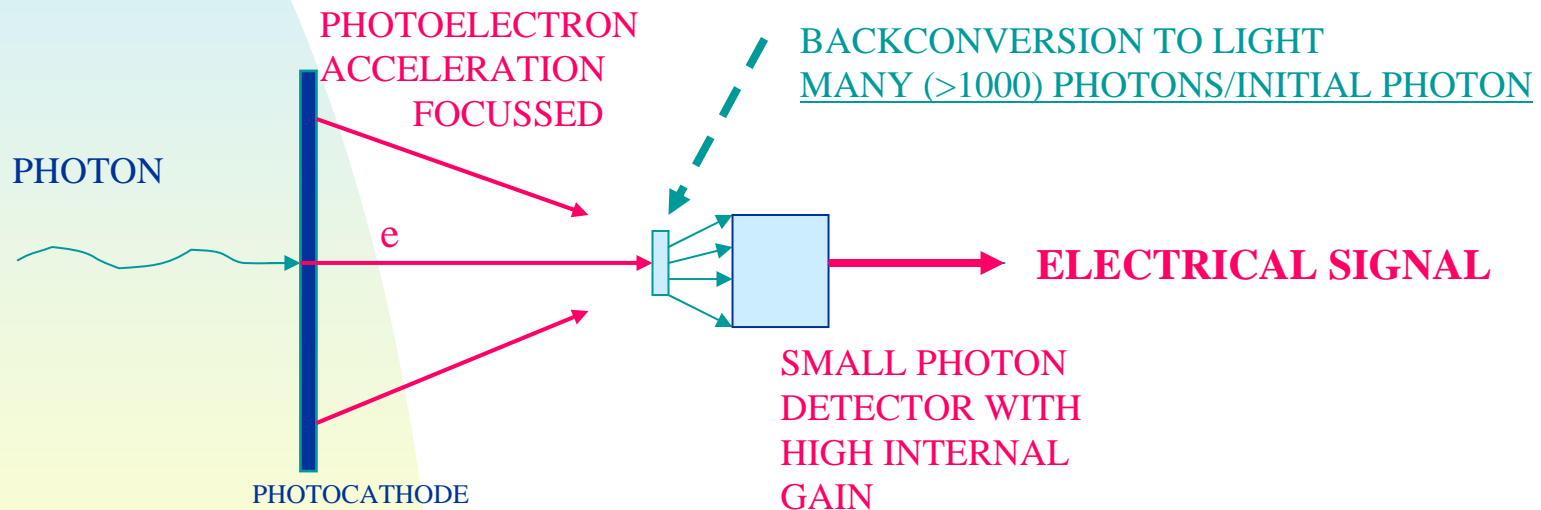 PHOTOELECTRON
ACCELERATION
FOCUSSED
BACKCONVERSION TO LIGHT
MANY (>1000) PHOTONS/INITIAL PHOTON
PHOTON
e
ELECTRICAL SIGNAL
SMALL PHOTON
DETECTOR WITH
HIGH INTERNAL
GAIN
PHOTOCATHODE